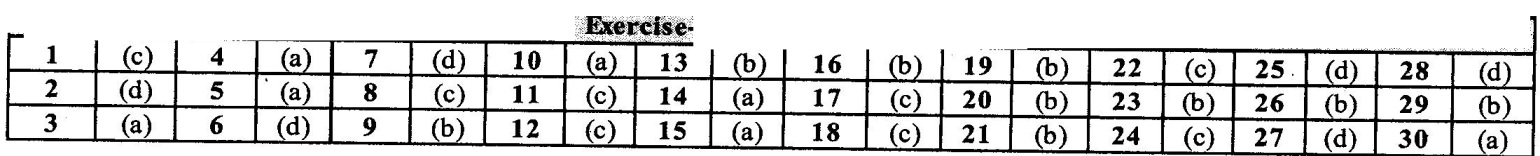 Exercise-
1 (c) 4 (a) 7 (d) 10 (a) 13 (b) 16 (b) 19 (b) 22 (c) 25 (d) 28 (d)
2 (d) 5 (a) 8 (c) 11 (c) 14 (a) 17 (c) 20 (b) 23 (b) 26 (b) 29 (b)
3 (a) 6 (d) 9 (b) 12 (c) 15 (a) 18 (c) 21 (b) 24 (c) 27 (d) 30 (a)